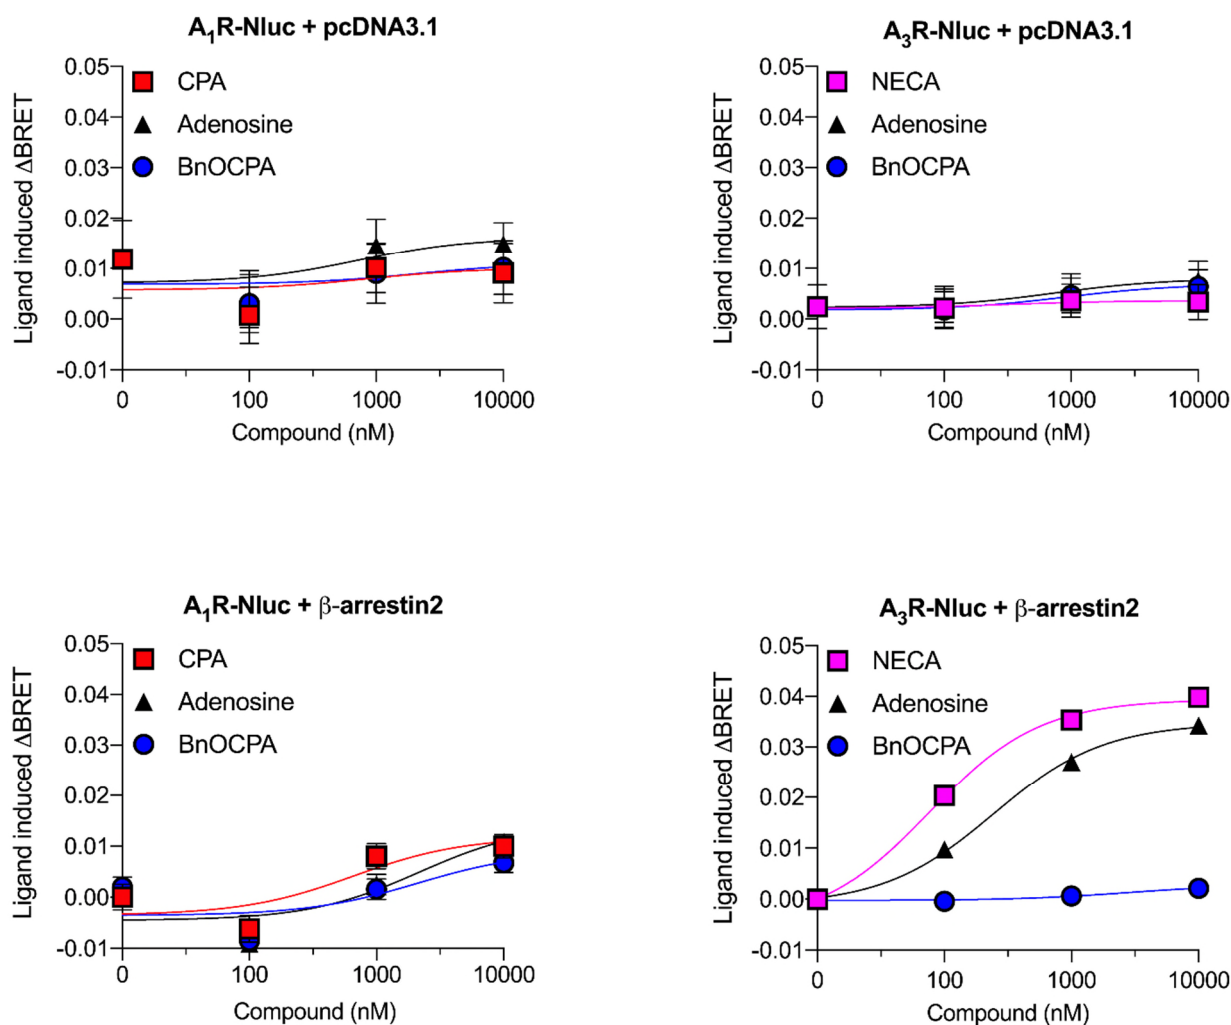 A₁R-Nluc + pcDNA3.1
0.05
0.04
0.03
0.02
0.01
0.00
-0.01
Ligand induced ΔBRET
CPA
Adenosine
BnOCPA
0 100 1000 10000
Compound (nM)
A₃R-Nluc + pcDNA3.1
0.05
0.04
0.03
0.02
0.01
0.00
-0.01
Ligand induced ΔBRET
NECA
Adenosine
BnOCPA
0 100 1000 10000
Compound (nM)
A₁R-Nluc + β-arrestin2
0.05
0.04
0.03
0.02
0.01
0.00
-0.01
Ligand induced ΔBRET
CPA
Adenosine
BnOCPA
0 100 1000 10000
Compound (nM)
A₃R-Nluc + β-arrestin2
0.05
0.04
0.03
0.02
0.01
0.00
-0.01
Ligand induced ΔBRET
NECA
Adenosine
BnOCPA
0 100 1000 10000
Compound (nM)